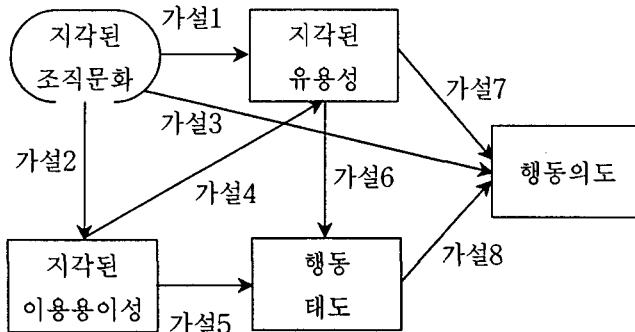 지각된
조직문화
가설1
지각된
유용성
가설7
가설3
가설2
가설4
가설6
행동의도
지각된
이용용이성
가설5
행동
태도
가설8